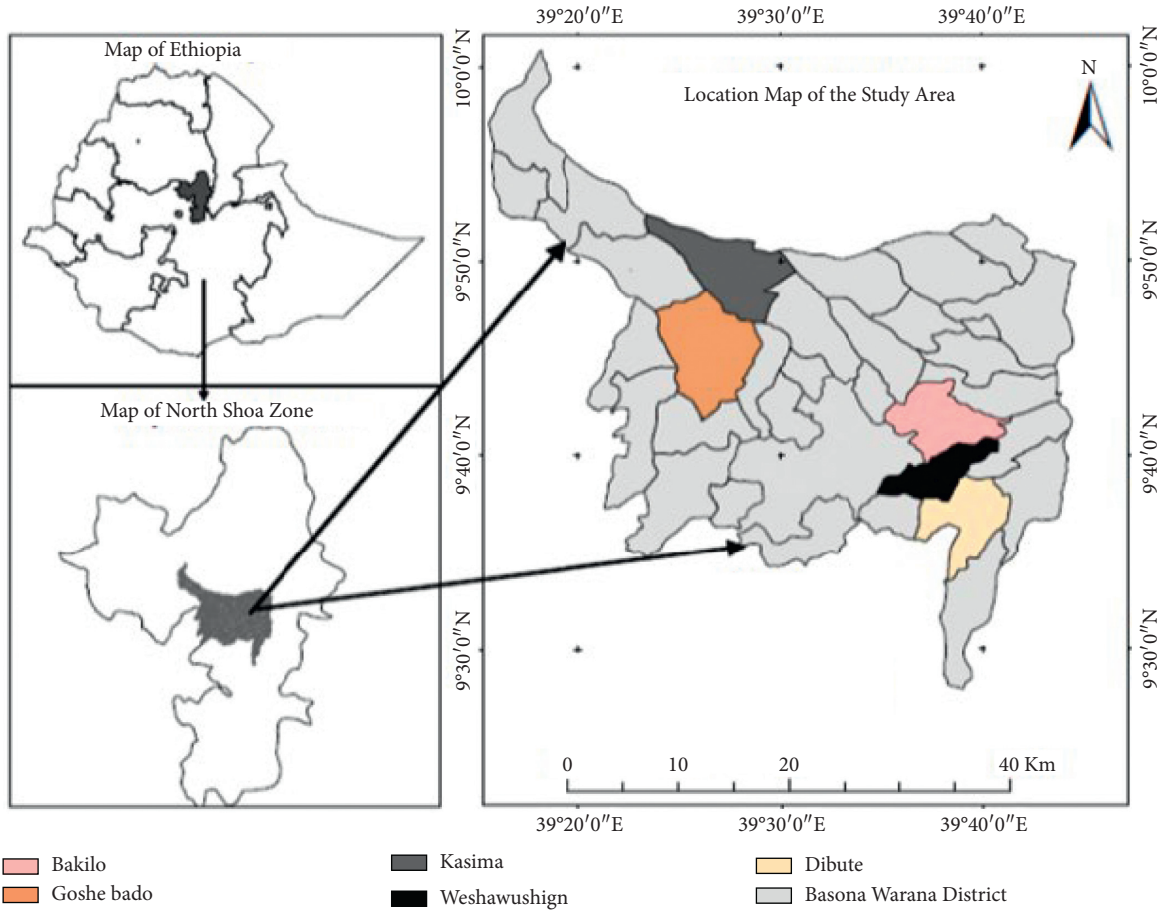 39°20′0″E
39°30′0″E
39°40′0″E
Map of Ethiopia
Location Map of the Study Area
N
10°0′0″N
10°0′0″N
9°50′0″N
9°50′0″N
Map of North Shoa Zone
9°40′0″N
9°40′0″N
9°30′0″N
9°30′0″N
0
10
20
40 Km
39°20′0″E
39°30′0″E
39°40′0″E
Bakilo
Goshe bado
Kasima
Weshawushign
Dibute
Basona Warana District